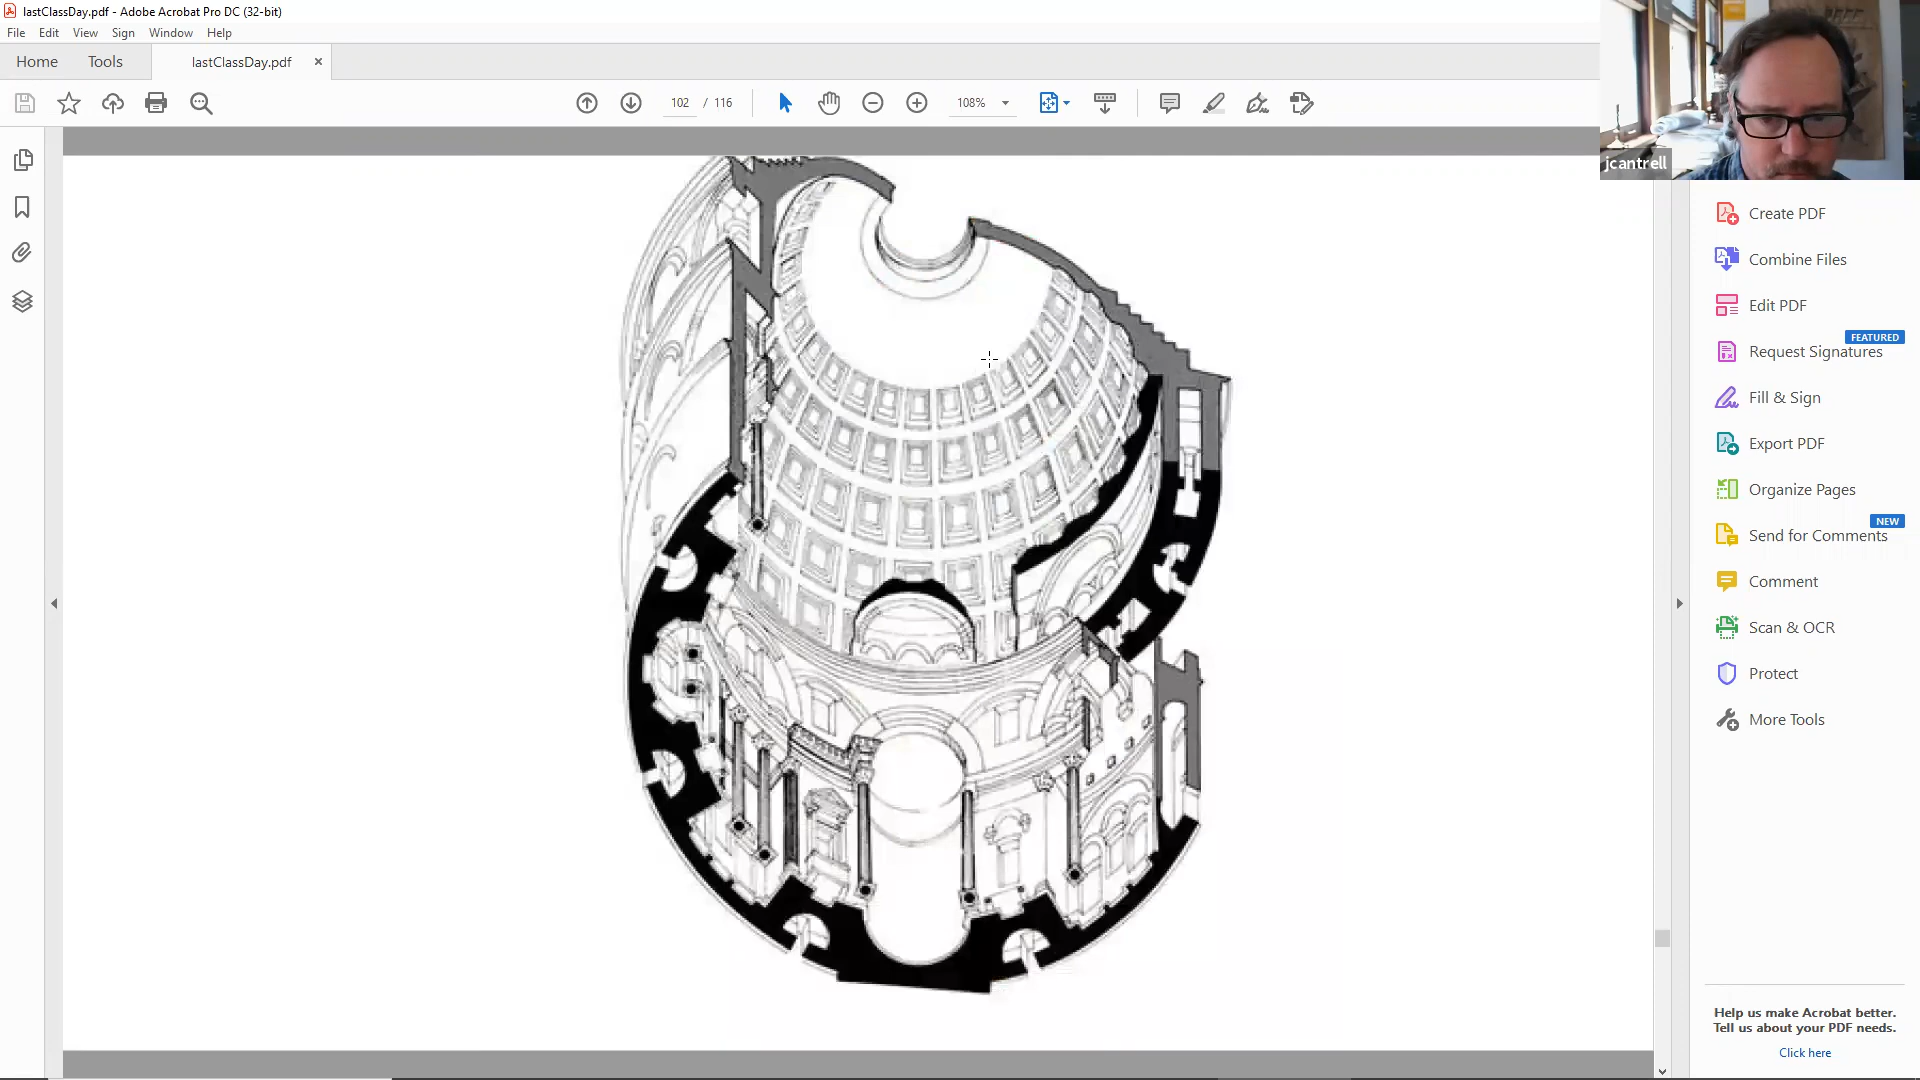 lastClassDay.pdf - Adobe Acrobat Pro DC (32-bit)
File Edit View Sign Window Help
Home Tools lastClassDay.pdf ×
102 / 116 108%
jcantrell
Create PDF
Combine Files
Edit PDF
FEATURED
Request Signatures
Fill & Sign
Export PDF
Organize Pages
NEW
Send for Comments
Comment
Scan & OCR
Protect
More Tools
Help us make Acrobat better.
Tell us about your PDF needs.
Click here